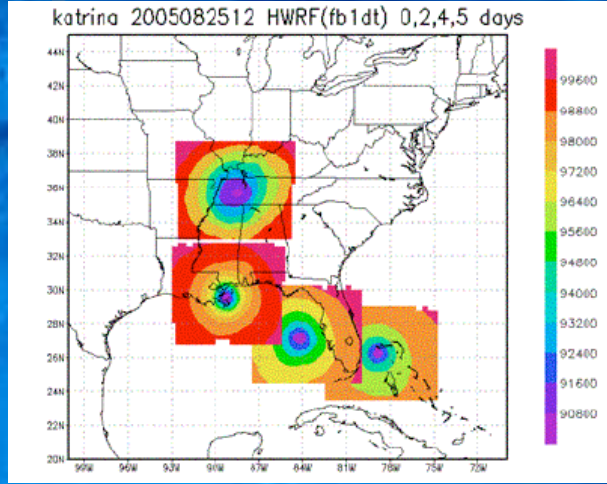 katrina 2005082512 HWRF(fb1dt) 0,2,4,5 days
44N
42N
40N
38N
36N
34N
32N
30N
28N
26N
24N
22N
20N
99W 96W 93W 90W 87W 84W 81W 78W 75W 72W
99600
98800
98000
97200
96400
95600
94800
94000
93200
92400
91600
90800